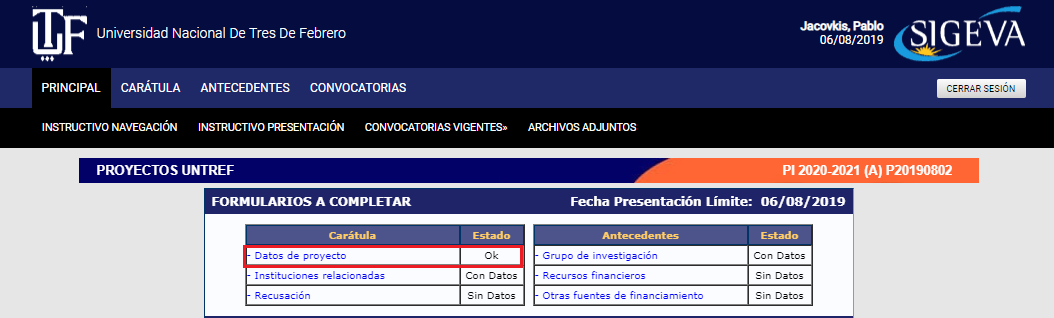 UNTREF Universidad Nacional De Tres De Febrero
Jacovkis, Pablo
06/08/2019
SIGEVA
PRINCIPAL CARÁTULA ANTECEDENTES CONVOCATORIAS CERRAR SESIÓN
INSTRUCTIVO NAVEGACIÓN INSTRUCTIVO PRESENTACIÓN CONVOCATORIAS VIGENTES» ARCHIVOS ADJUNTOS
PROYECTOS UNTREF PI 2020-2021 (A) P20190802
FORMULARIOS A COMPLETAR Fecha Presentación Límite: 06/08/2019
Carátula Estado Antecedentes Estado
- Datos de proyecto Ok - Grupo de investigación Con Datos
- Instituciones relacionadas Con Datos - Recursos financieros Sin Datos
- Recusación Sin Datos - Otras fuentes de financiamiento Sin Datos